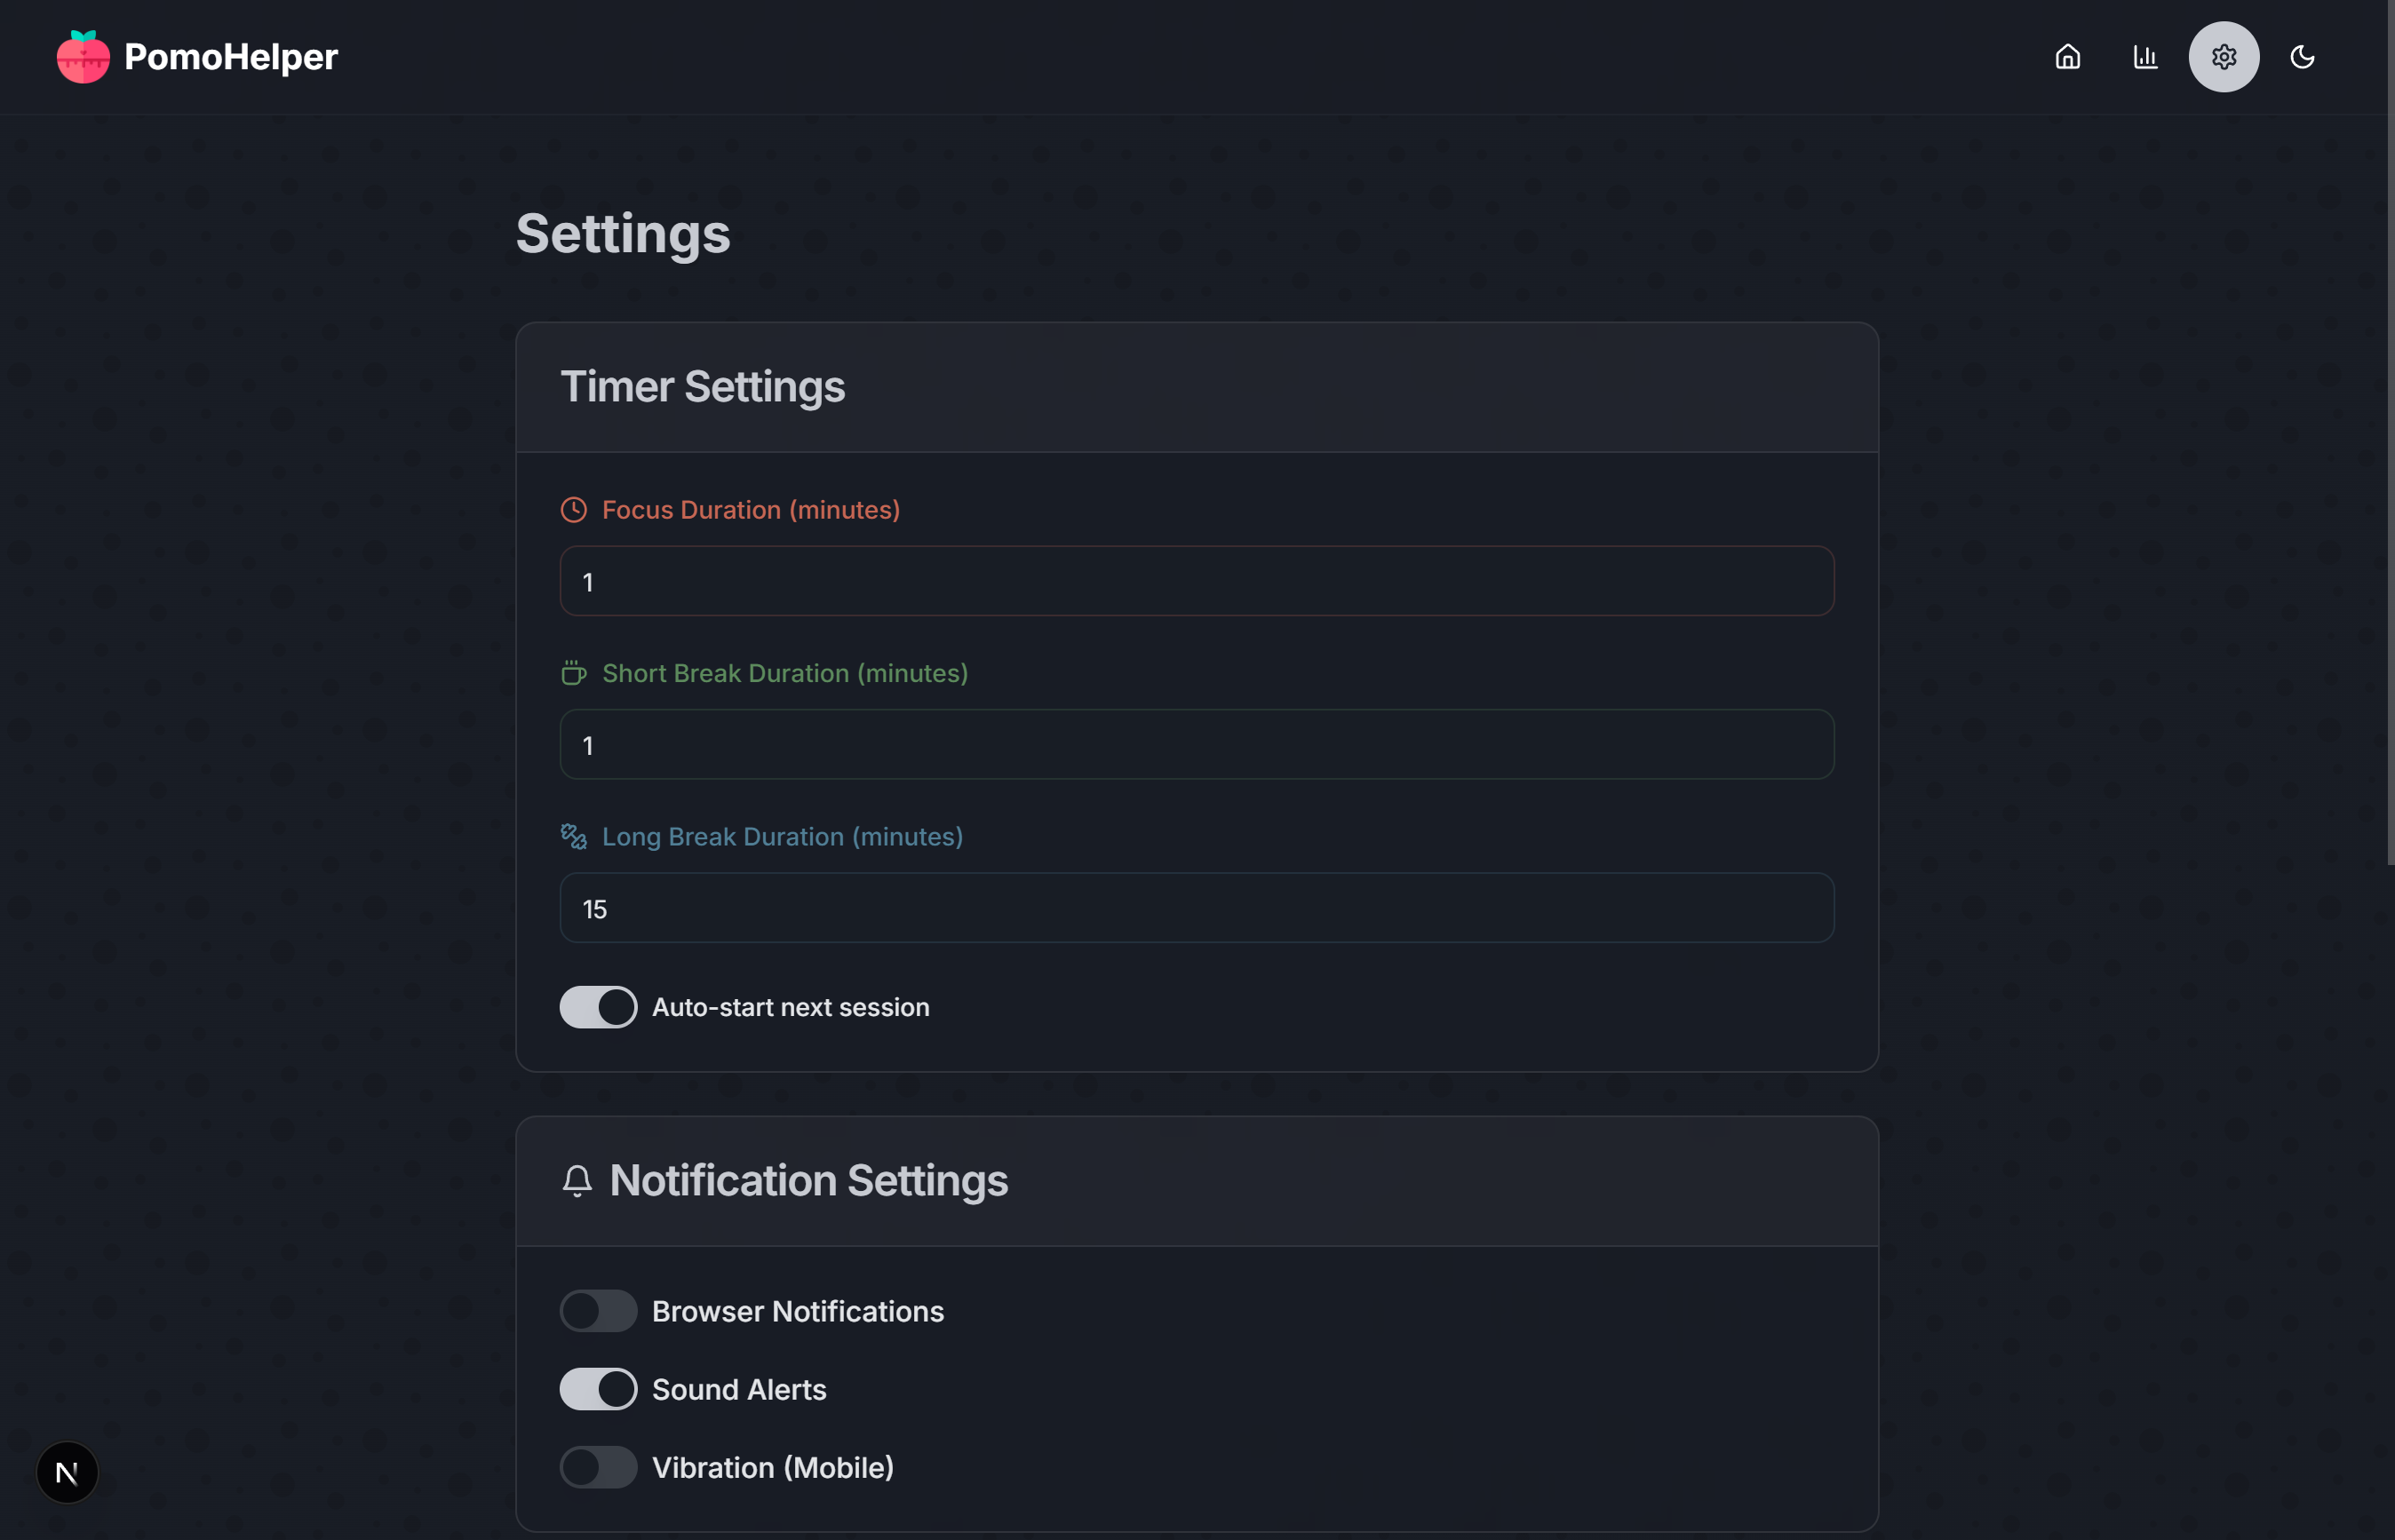 PomoHelper
Settings
Timer Settings
Focus Duration (minutes)
1
Short Break Duration (minutes)
1
Long Break Duration (minutes)
15
Auto-start next session
Notification Settings
Browser Notifications
Sound Alerts
Vibration (Mobile)
N